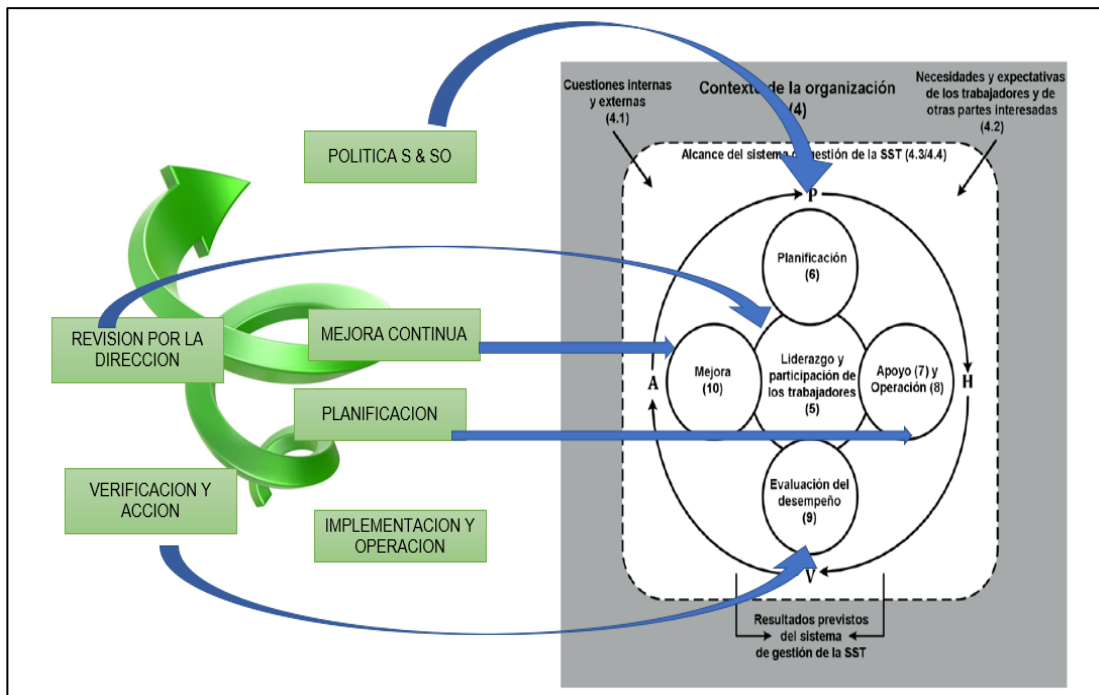 POLITICA S & SO
REVISION POR LA
DIRECCION
MEJORA CONTINUA
PLANIFICACION
VERIFICACION Y
ACCION
IMPLEMENTACION Y
OPERACION
Cuestiones internas
y externas
(4.1)
Contexto de la organización
(4)
Necesidades y expectativas
de los trabajadores y de
otras partes interesadas
(4.2)
Alcance del sistema de gestión de la SST (4.3/4.4)
P
Planificación
(6)
A
Mejora
(10)
Liderazgo y
participación de
los trabajadores
(5)
Apoyo (7) y
Operación (8)
H
Evaluación del
desempeño
(9)
V
Resultados previstos
del sistema
de gestión de la SST